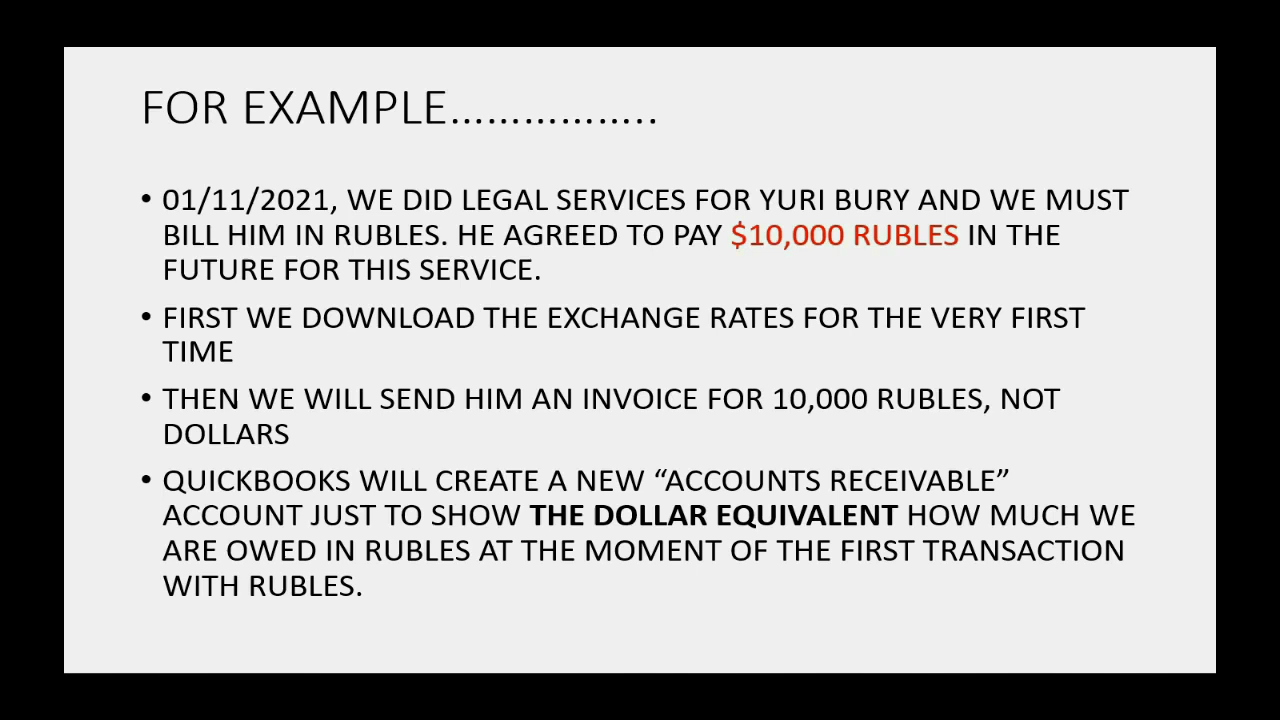 FOR EXAMPLE……………..
• 01/11/2021, WE DID LEGAL SERVICES FOR YURI BURY AND WE MUST
BILL HIM IN RUBLES. HE AGREED TO PAY $10,000 RUBLES IN THE
FUTURE FOR THIS SERVICE.
• FIRST WE DOWNLOAD THE EXCHANGE RATES FOR THE VERY FIRST
TIME
• THEN WE WILL SEND HIM AN INVOICE FOR 10,000 RUBLES, NOT
DOLLARS
• QUICKBOOKS WILL CREATE A NEW “ACCOUNTS RECEIVABLE”
ACCOUNT JUST TO SHOW THE DOLLAR EQUIVALENT HOW MUCH WE
ARE OWED IN RUBLES AT THE MOMENT OF THE FIRST TRANSACTION
WITH RUBLES.